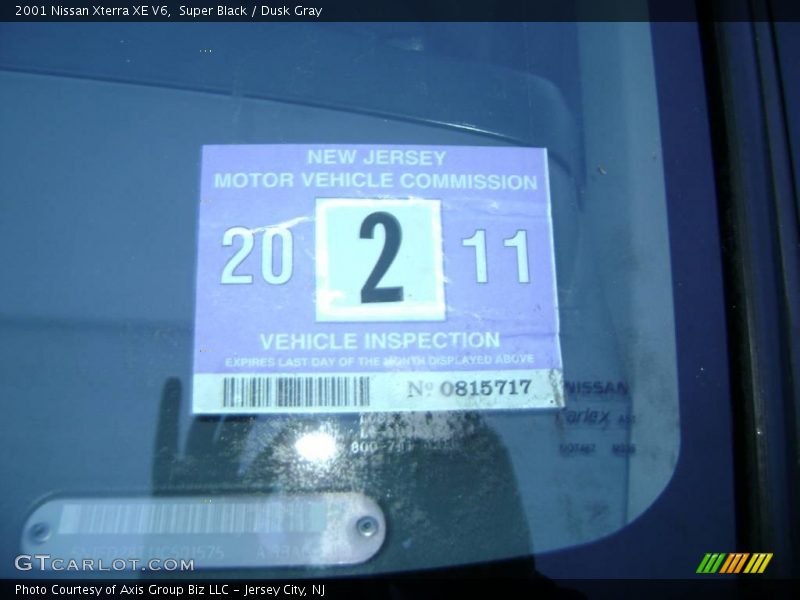 2001 Nissan Xterra XE V6, Super Black / Dusk Gray
NEW JERSEY
MOTOR VEHICLE COMMISSION
20 2 11
VEHICLE INSPECTION
EXPIRES LAST DAY OF THE MONTH DISPLAYED ABOVE
Nº 0815717
NISSAN
GTCARLOT.COM
Photo Courtesy of Axis Group Biz LLC – Jersey City, NJ